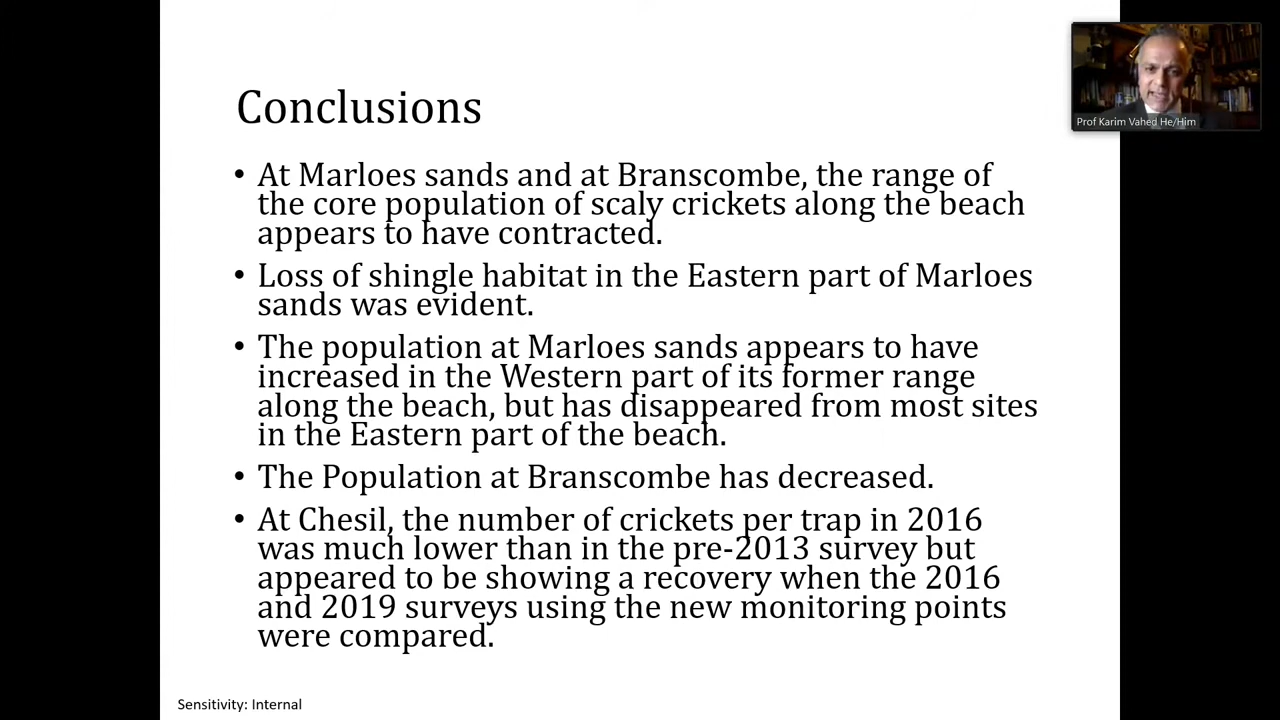 Conclusions
• At Marloes sands and at Branscombe, the range of
the core population of scaly crickets along the beach
appears to have contracted.
• Loss of shingle habitat in the Eastern part of Marloes
sands was evident.
• The population at Marloes sands appears to have
increased in the Western part of its former range
along the beach, but has disappeared from most sites
in the Eastern part of the beach.
• The Population at Branscombe has decreased.
• At Chesil, the number of crickets per trap in 2016
was much lower than in the pre-2013 survey but
appeared to be showing a recovery when the 2016
and 2019 surveys using the new monitoring points
were compared.
Sensitivity: Internal
Prof Karim Vahed He/Him